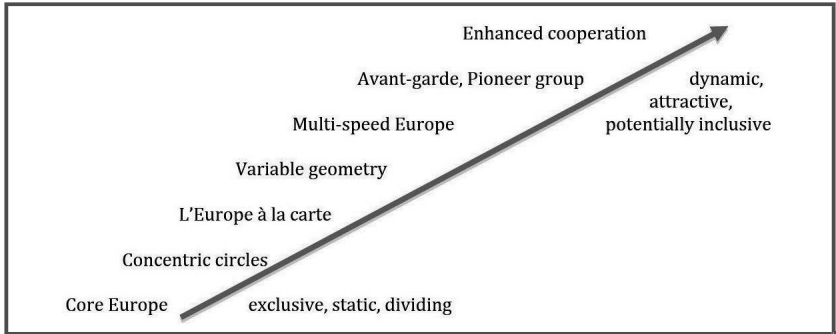 Enhanced cooperation
Avant-garde, Pioneer group
dynamic,
attractive,
Multi-speed Europe
potentially inclusive
Variable geometry
L'Europe à la carte
Concentric circles
Core Europe
exclusive, static, dividing